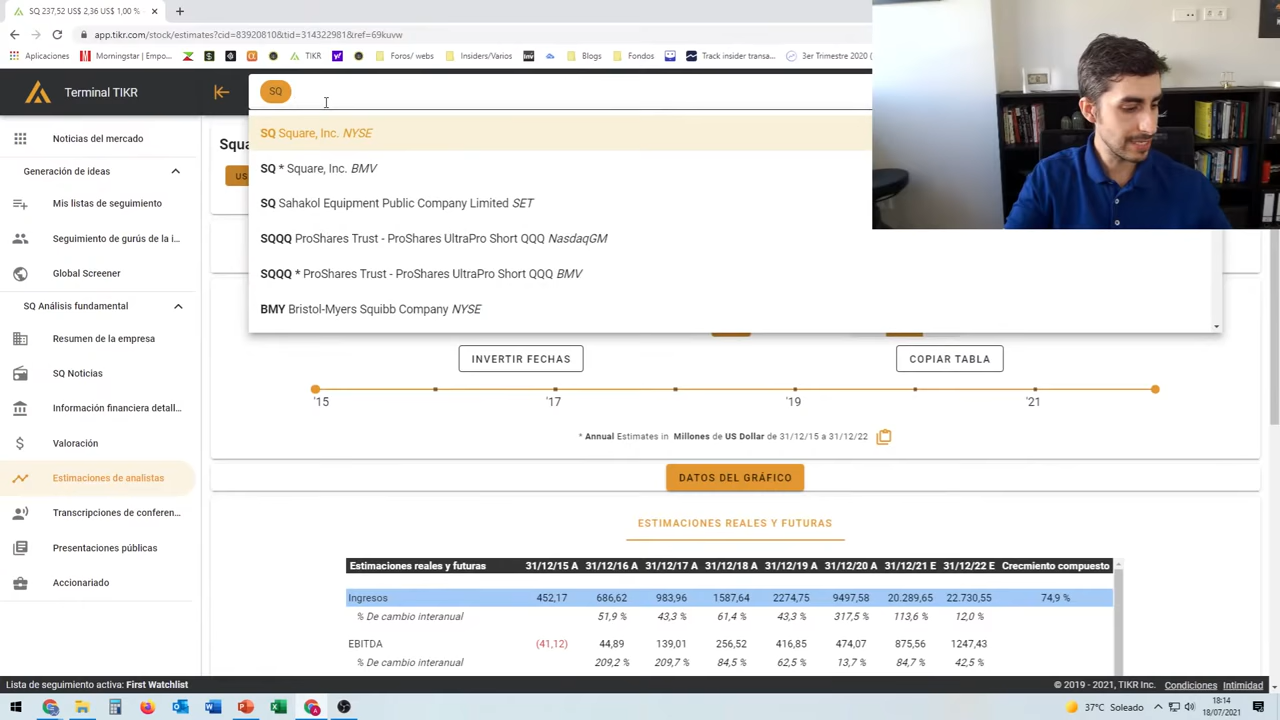 SQ 237,52 US$ 2,36 US$ 1,00 %
app.tikr.com/stock/estimates?cid=83920810&tid=314322981&ref=69kuvw
Aplicaciones
Morningstar | Empo...
TIKR
Foros/ webs
Insiders/Varios
Blogs
Fondos
Track insider transa...
3er Trimestre 2020 (
Terminal TIKR
SQ
SQ Square, Inc. NYSE
SQ * Square, Inc. BMV
SQ Sahakol Equipment Public Company Limited SET
SQQQ ProShares Trust - ProShares UltraPro Short QQQ NasdaqGM
SQQQ * ProShares Trust - ProShares UltraPro Short QQQ BMV
BMY Bristol-Myers Squibb Company NYSE
Noticias del mercado
Generación de ideas
Mis listas de seguimiento
Seguimiento de gurús de la i...
Global Screener
SQ Análisis fundamental
Resumen de la empresa
SQ Noticias
Información financiera detall...
Valoración
Estimaciones de analistas
Transcripciones de conferen...
Presentaciones públicas
Accionariado
INVERTIR FECHAS
COPIAR TABLA
'15 '17 '19 '21
* Annual Estimates in Millones de US Dollar de 31/12/15 a 31/12/22
DATOS DEL GRÁFICO
ESTIMACIONES REALES Y FUTURAS
Estimaciones reales y futuras 31/12/15 A 31/12/16 A 31/12/17 A 31/12/18 A 31/12/19 A 31/12/20 A 31/12/21 E 31/12/22 E Crecmiento compuesto
Ingresos 452,17 686,62 983,96 1587,64 2274,75 9497,58 20.289,65 22.730,55 74,9 %
% De cambio interanual 51,9 % 43,3 % 61,4 % 43,3 % 317,5 % 113,6 % 12,0 %
EBITDA (41,12) 44,89 139,01 256,52 416,85 474,07 875,56 1247,43
% De cambio interanual 209,2 % 209,7 % 84,5 % 62,5 % 13,7 % 84,7 % 42,5 %
Lista de seguimiento activa: First Watchlist
© 2019 - 2021, TIKR Inc. Condiciones Intimidad
37°C Soleado
18:14
18/07/2021